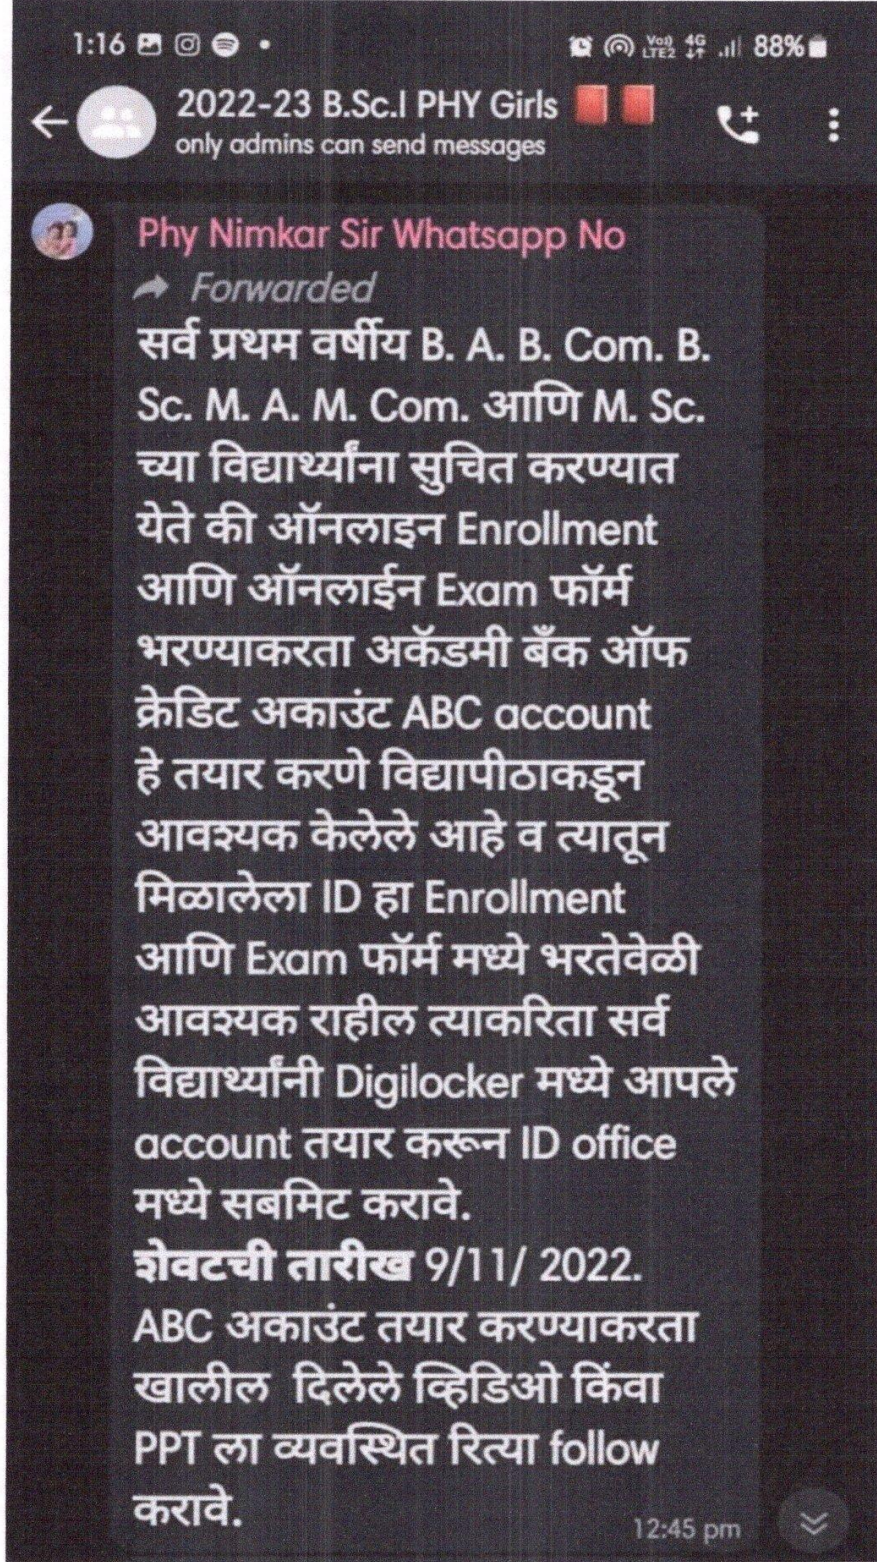 1:16
Vo)) LTE2 4G 88%
2022-23 B.Sc.I PHY Girls
only admins can send messages
Phy Nimkar Sir Whatsapp No
Forwarded
सर्व प्रथम वर्षीय B. A. B. Com. B.
Sc. M. A. M. Com. आणि M. Sc.
च्या विद्यार्थ्यांना सुचित करण्यात
येते की ऑनलाइन Enrollment
आणि ऑनलाईन Exam फॉर्म
भरण्याकरता अकॅडमी बँक ऑफ
क्रेडिट अकाउंट ABC account
हे तयार करणे विद्यापीठाकडून
आवश्यक केलेले आहे व त्यातून
मिळालेला ID हा Enrollment
आणि Exam फॉर्म मध्ये भरतेवेळी
आवश्यक राहील त्याकरिता सर्व
विद्यार्थ्यांनी Digilocker मध्ये आपले
account तयार करून ID office
मध्ये सबमिट करावे.
शेवटची तारीख 9/11/ 2022.
ABC अकाउंट तयार करण्याकरता
खालील दिलेले व्हिडिओ किंवा
PPT ला व्यवस्थित रित्या follow
करावे.
12:45 pm